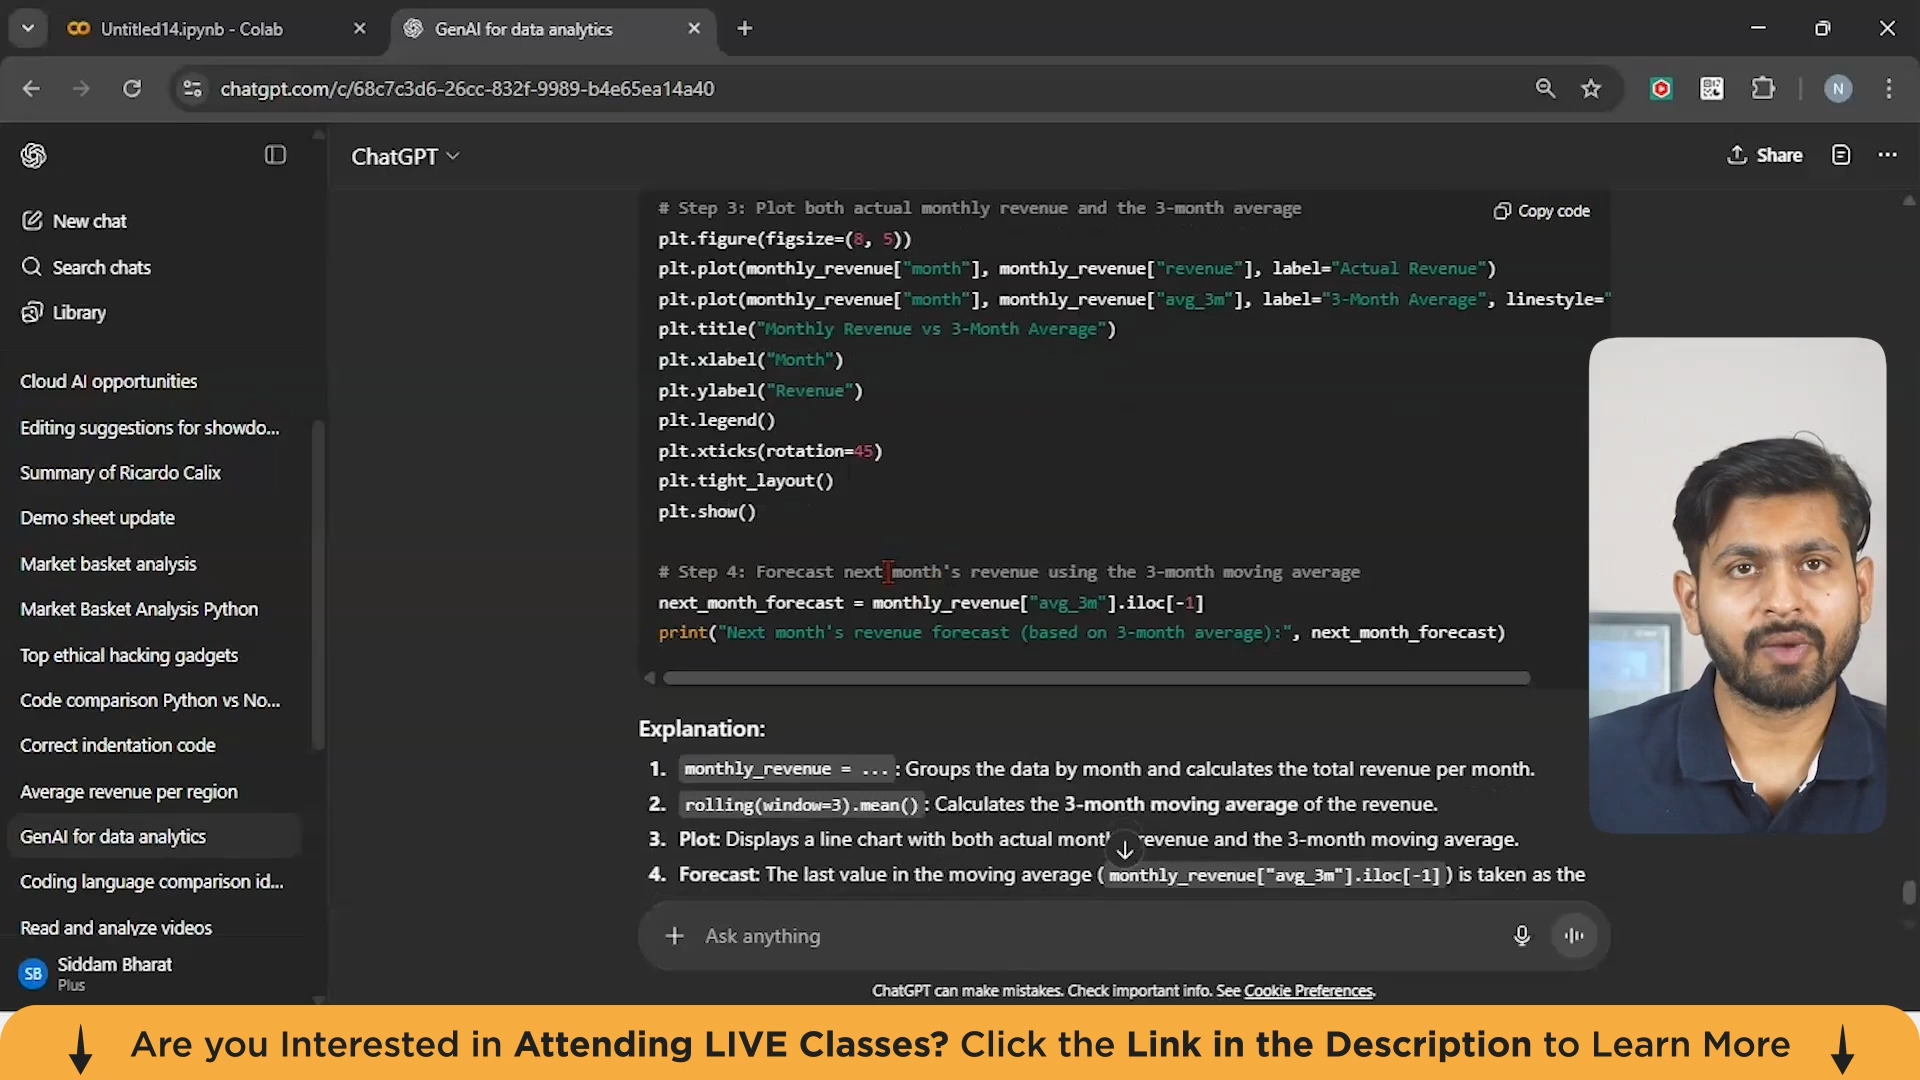 Untitled14.ipynb - Colab
GenAI for data analytics
chatgpt.com/c/68c7c3d6-26cc-832f-9989-b4e65ea14a40
N
ChatGPT
Share
New chat
Search chats
Library
Cloud AI opportunities
Editing suggestions for showdo...
Summary of Ricardo Calix
Demo sheet update
Market basket analysis
Market Basket Analysis Python
Top ethical hacking gadgets
Code comparison Python vs No...
Correct indentation code
Average revenue per region
GenAI for data analytics
Coding language comparison id...
Read and analyze videos
SB
Siddam Bharat
Plus
Copy code
# Step 3: Plot both actual monthly revenue and the 3-month average
plt.figure(figsize=(8, 5))
plt.plot(monthly_revenue["month"], monthly_revenue["revenue"], label="Actual Revenue")
plt.plot(monthly_revenue["month"], monthly_revenue["avg_3m"], label="3-Month Average", linestyle="
plt.title("Monthly Revenue vs 3-Month Average")
plt.xlabel("Month")
plt.ylabel("Revenue")
plt.legend()
plt.xticks(rotation=45)
plt.tight_layout()
plt.show()
# Step 4: Forecast next month's revenue using the 3-month moving average
next_month_forecast = monthly_revenue["avg_3m"].iloc[-1]
print("Next month's revenue forecast (based on 3-month average):", next_month_forecast)
Explanation:
1. monthly_revenue = ... : Groups the data by month and calculates the total revenue per month.
2. rolling(window=3).mean() : Calculates the 3-month moving average of the revenue.
3. Plot: Displays a line chart with both actual month revenue and the 3-month moving average.
4. Forecast: The last value in the moving average ( monthly_revenue["avg_3m"].iloc[-1] ) is taken as the
Ask anything
ChatGPT can make mistakes. Check important info. See Cookie Preferences.
Are you Interested in Attending LIVE Classes? Click the Link in the Description to Learn More